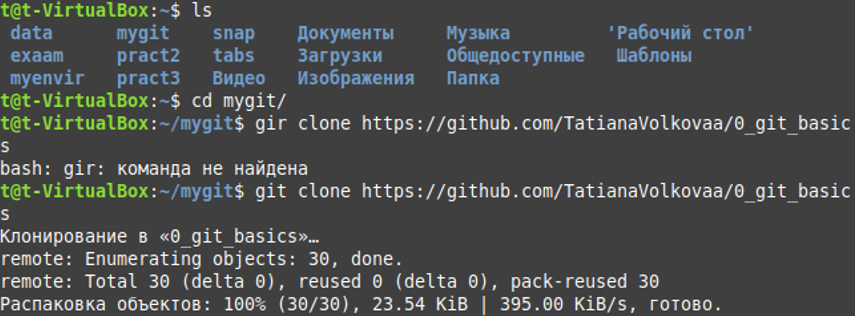 t@t-VirtualBox:~$ ls
data mygit snap Документы Музыка 'Рабочий стол'
exaam pract2 tabs Загрузки Общедоступные Шаблоны
myenvir pract3 Видео Изображения Папка
t@t-VirtualBox:~$ cd mygit/
t@t-VirtualBox:~/mygit$ gir clone https://github.com/TatianaVolkovaa/0_git_basic
s
bash: gir: команда не найдена
t@t-VirtualBox:~/mygit$ git clone https://github.com/TatianaVolkovaa/0_git_basic
s
Клонирование в «0_git_basics»…
remote: Enumerating objects: 30, done.
remote: Total 30 (delta 0), reused 0 (delta 0), pack-reused 30
Распаковка объектов: 100% (30/30), 23.54 KiB | 395.00 KiB/s, готово.